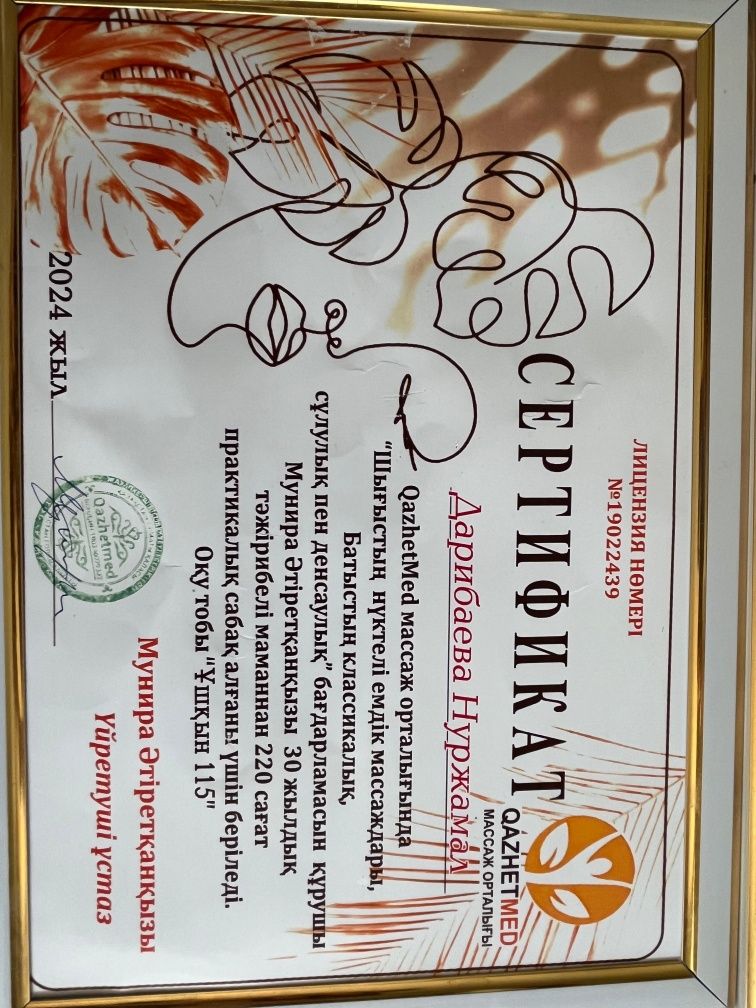 ЛИЦЕНЗИЯ НӨМЕРІ
№19022439
QAZHETMED
МАССАЖ ОРТАЛЫҒЫ
СЕРТИФИКАТ
Дарибаева Нуржамал
QazhetMed массаж орталығында
"Шығыстың нүктелі емдік массаждары,
Батыстың классикалық,
сұлулық пен денсаулық" бағдарламасын құрушы
Мунира Әтіретқанқызы 30 жылдық
тәжірибелі маманнан 220 сағат
практикалық сабақ алғаны үшін беріледі.
Оқу тобы "Ұшқын 115"
2024 жыл
Qazhetmed
Мунира Әтіретқанқызы
Үйретуші ұстаз